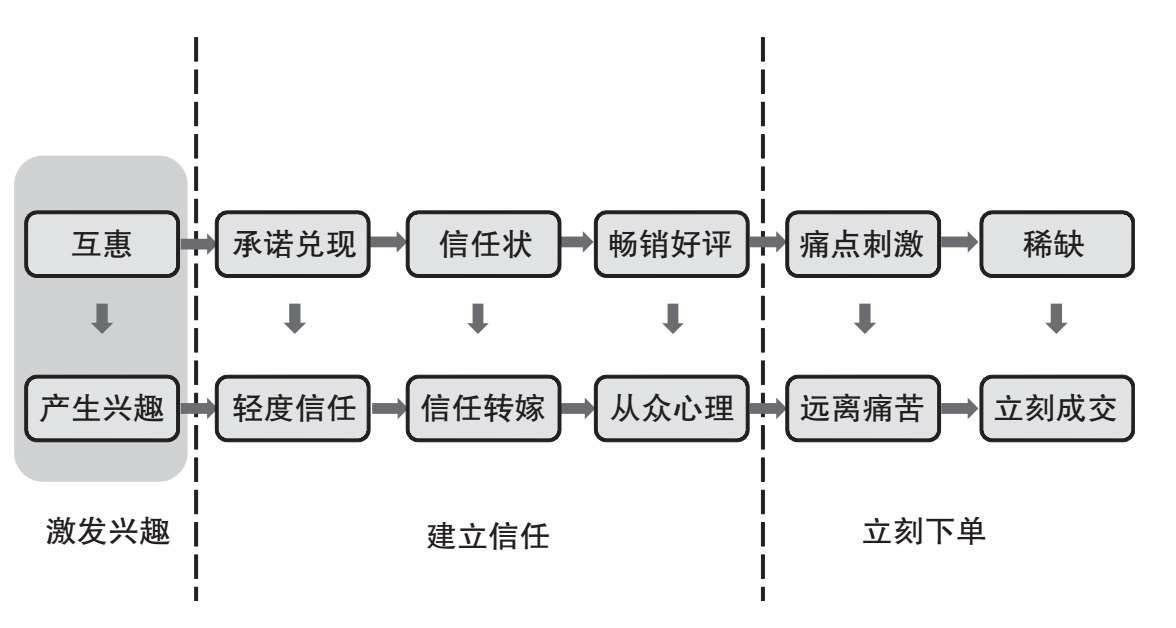 互惠
承诺兑现
信任状
畅销好评
痛点刺激
稀缺
产生兴趣
轻度信任
信任转嫁
从众心理
远离痛苦
立刻成交
激发兴趣
建立信任
立刻下单